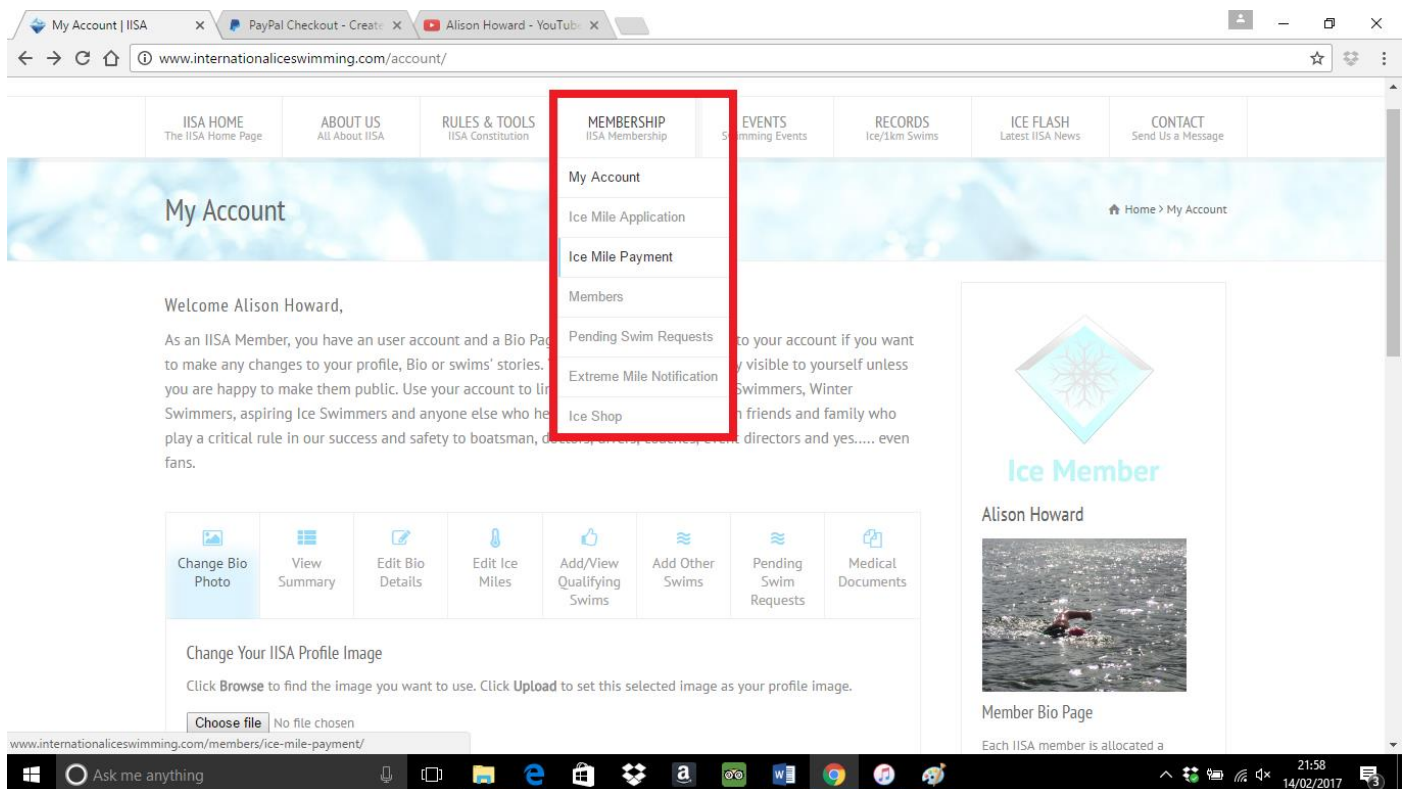 My Account | IISA
PayPal Checkout - Create
Alison Howard - YouTube
www.internationaliceswimming.com/account/
IISA HOME
The IISA Home Page
ABOUT US
All About IISA
RULES & TOOLS
IISA Constitution
MEMBERSHIP
IISA Membership
EVENTS
Swimming Events
RECORDS
Ice/1km Swims
ICE FLASH
Latest IISA News
CONTACT
Send Us a Message
My Account
Home > My Account
My Account
Ice Mile Application
Ice Mile Payment
Members
Pending Swim Requests
Extreme Mile Notification
Ice Shop
Welcome Alison Howard,
As an IISA Member, you have an user account and a Bio Pag to your account if you want
to make any changes to your profile, Bio or swims' stories. y visible to yourself unless
you are happy to make them public. Use your account to lin Swimmers, Winter
Swimmers, aspiring Ice Swimmers and anyone else who he friends and family who
play a critical rule in our success and safety to boatsman, doctors, divers, coaches, event directors and yes..... even
fans.
Change Bio
Photo
View
Summary
Edit Bio
Details
Edit Ice
Miles
Add/View
Qualifying
Swims
Add Other
Swims
Pending
Swim
Requests
Medical
Documents
Change Your IISA Profile Image
Click Browse to find the image you want to use. Click Upload to set this selected image as your profile image.
Choose file No file chosen
Ice Member
Alison Howard
Member Bio Page
Each IISA member is allocated a
www.internationaliceswimming.com/members/ice-mile-payment/
Ask me anything
21:58
14/02/2017